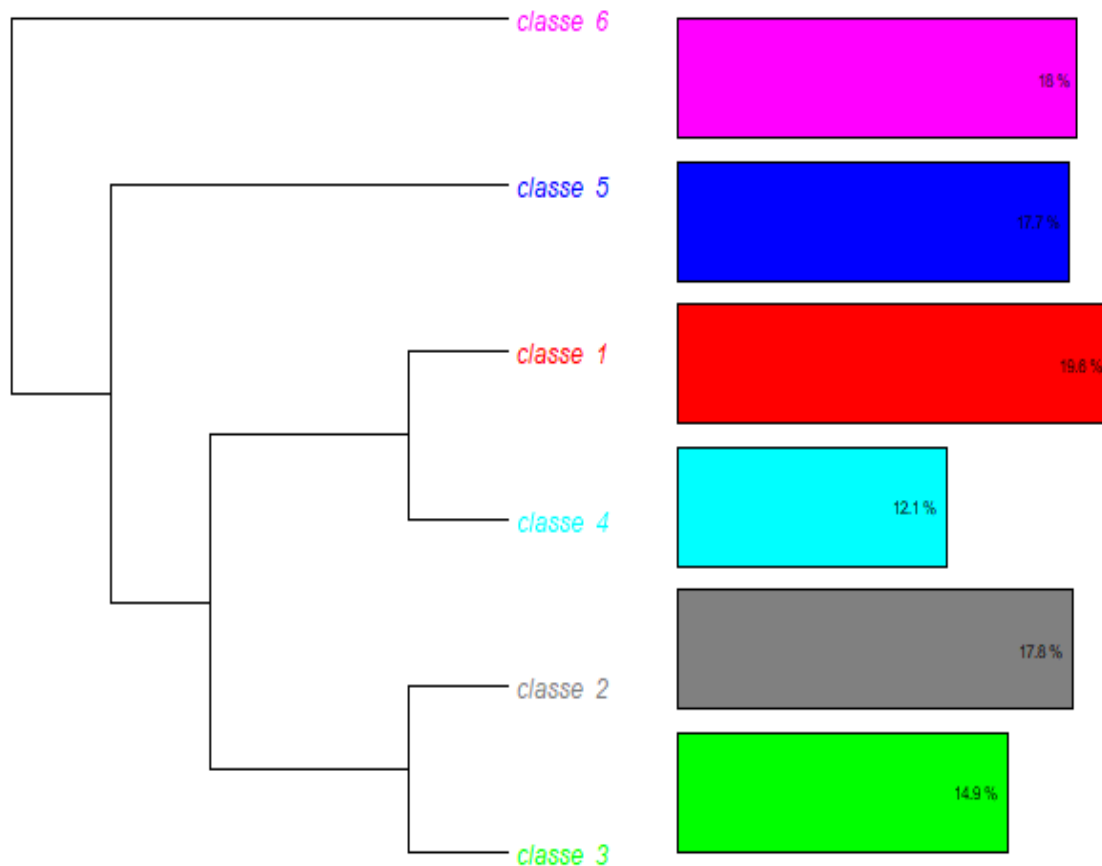 classe 6
18 %
classe 5
17.7 %
classe 1
19.6 %
classe 4
12.1 %
classe 2
17.8 %
classe 3
14.9 %